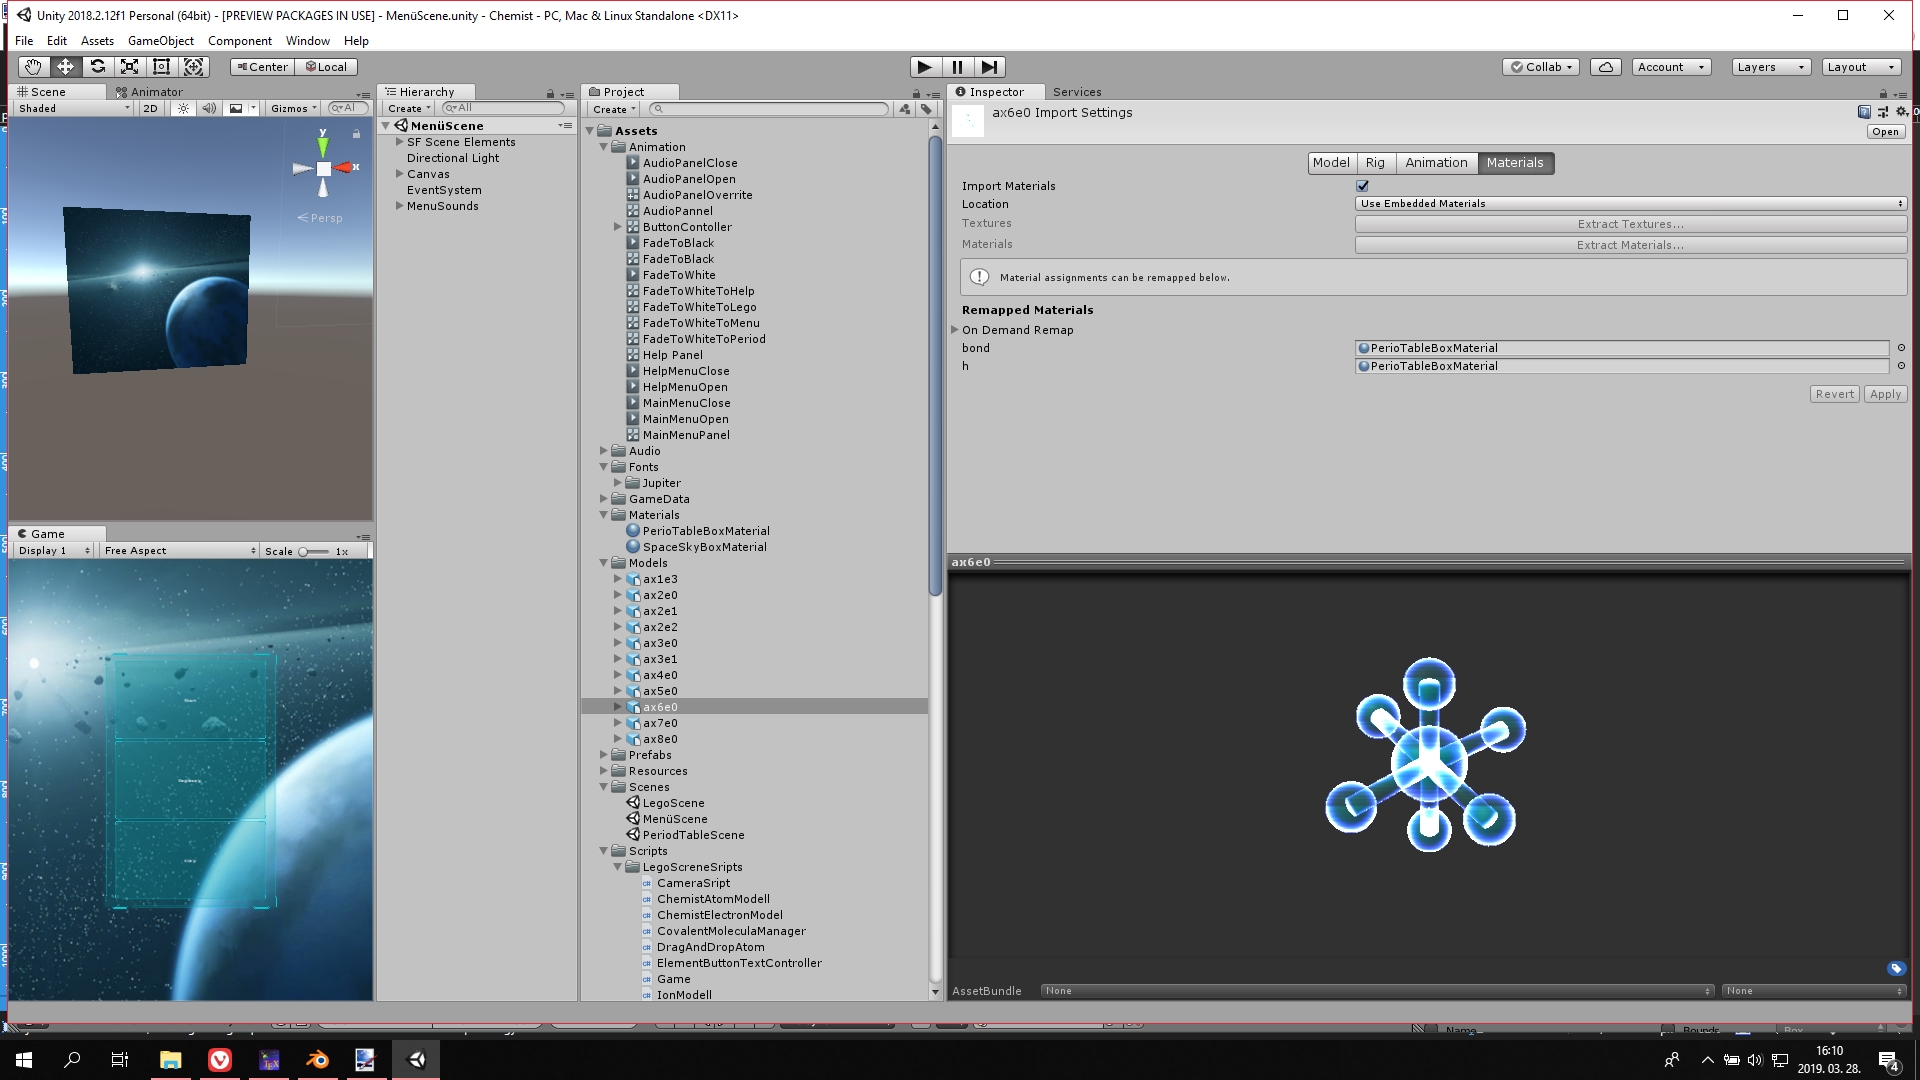 Unity 2018.2.12f1 Personal (64bit) - [PREVIEW PACKAGES IN USE] - MenüScene.unity - Chemist - PC, Mac & Linux Standalone <DX11>
File Edit Assets GameObject Component Window Help
Center Local Collab Account Layers Layout
Scene Animator
Shaded 2D Gizmos All
y
x
Persp
Game
Display 1 Free Aspect Scale 1x
Hierarchy
Create All
MenüScene
SF Scene Elements
Directional Light
Canvas
EventSystem
MenuSounds
Project
Create
Assets
Animation
AudioPanelClose
AudioPanelOpen
AudioPanelOverrite
AudioPannel
ButtonContoller
FadeToBlack
FadeToBlack
FadeToWhite
FadeToWhiteToHelp
FadeToWhiteToLego
FadeToWhiteToMenu
FadeToWhiteToPeriod
Help Panel
HelpMenuClose
HelpMenuOpen
MainMenuClose
MainMenuOpen
MainMenuPanel
Audio
Fonts
Jupiter
GameData
Materials
PerioTableBoxMaterial
SpaceSkyBoxMaterial
Models
ax1e3
ax2e0
ax2e1
ax2e2
ax3e0
ax3e1
ax4e0
ax5e0
ax6e0
ax7e0
ax8e0
Prefabs
Resources
Scenes
LegoScene
MenüScene
PeriodTableScene
Scripts
LegoScreneSripts
CameraSript
ChemistAtomModell
ChemistElectronModel
CovalentMoleculaManager
DragAndDropAtom
ElementButtonTextController
Game
IonModell
Inspector Services
ax6e0 Import Settings
Open
Model Rig Animation Materials
Import Materials
Location Use Embedded Materials
Textures Extract Textures...
Materials Extract Materials...
Material assignments can be remapped below.
Remapped Materials
On Demand Remap
bond PerioTableBoxMaterial
h PerioTableBoxMaterial
Revert Apply
ax6e0
AssetBundle None None
16:10
2019. 03. 28.
4